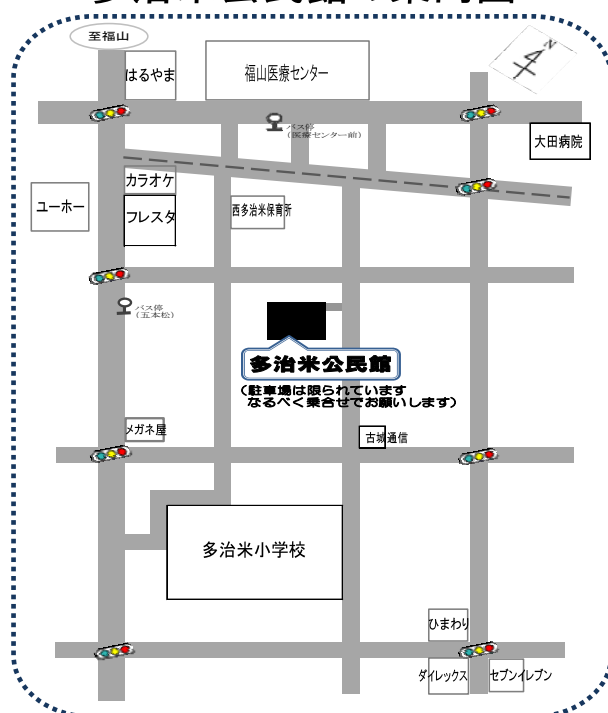 多治米公民館の案内図
至福山
はるやま
福山医療センター
N
バス停
(医療センター前)
大田病院
カラオケ
ユーホー
フレスタ
西多治米保育所
バス停
(五本松)
多治米公民館
(駐車場は限られています
なるべく乗合せでお願いします)
メガネ屋
古城通信
多治米小学校
ひまわり
ダイレックス
セブンイレブン